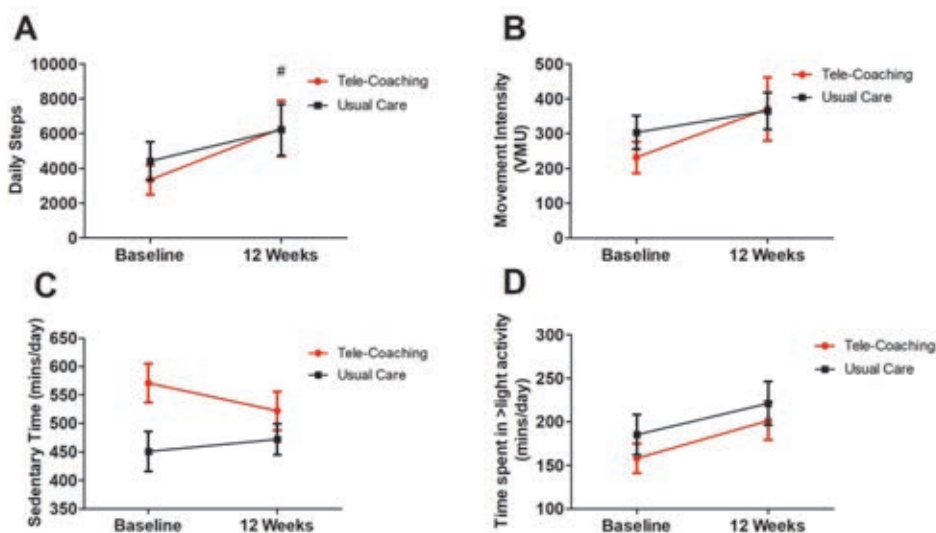 A
Daily Steps
10000
8000
6000
4000
2000
0
#
Baseline
12 Weeks
Tele-Coaching
Usual Care
B
Movement Intensity
(VMU)
500
400
300
200
100
0
Baseline
12 Weeks
Tele-Coaching
Usual Care
C
Sedentary Time (mins/day)
650
600
550
500
450
400
350
Baseline
12 Weeks
Tele-Coaching
Usual Care
D
Time spent in >light activity
(mins/day)
300
250
200
150
100
Baseline
12 Weeks
Tele-Coaching
Usual Care